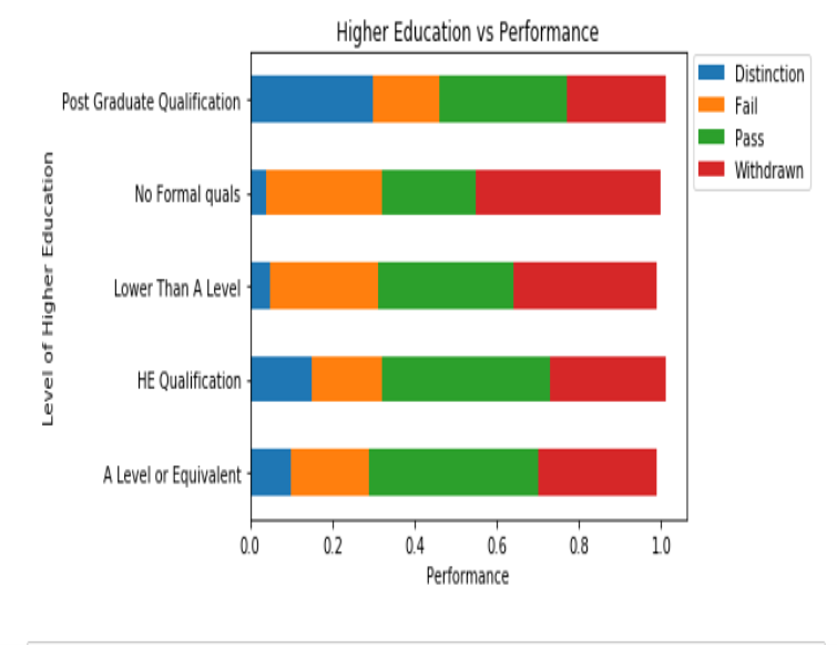 Higher Education vs Performance
Distinction
Fail
Pass
Withdrawn
Level of Higher Education
Post Graduate Qualification
No Formal quals
Lower Than A Level
HE Qualification
A Level or Equivalent
0.0 0.2 0.4 0.6 0.8 1.0
Performance